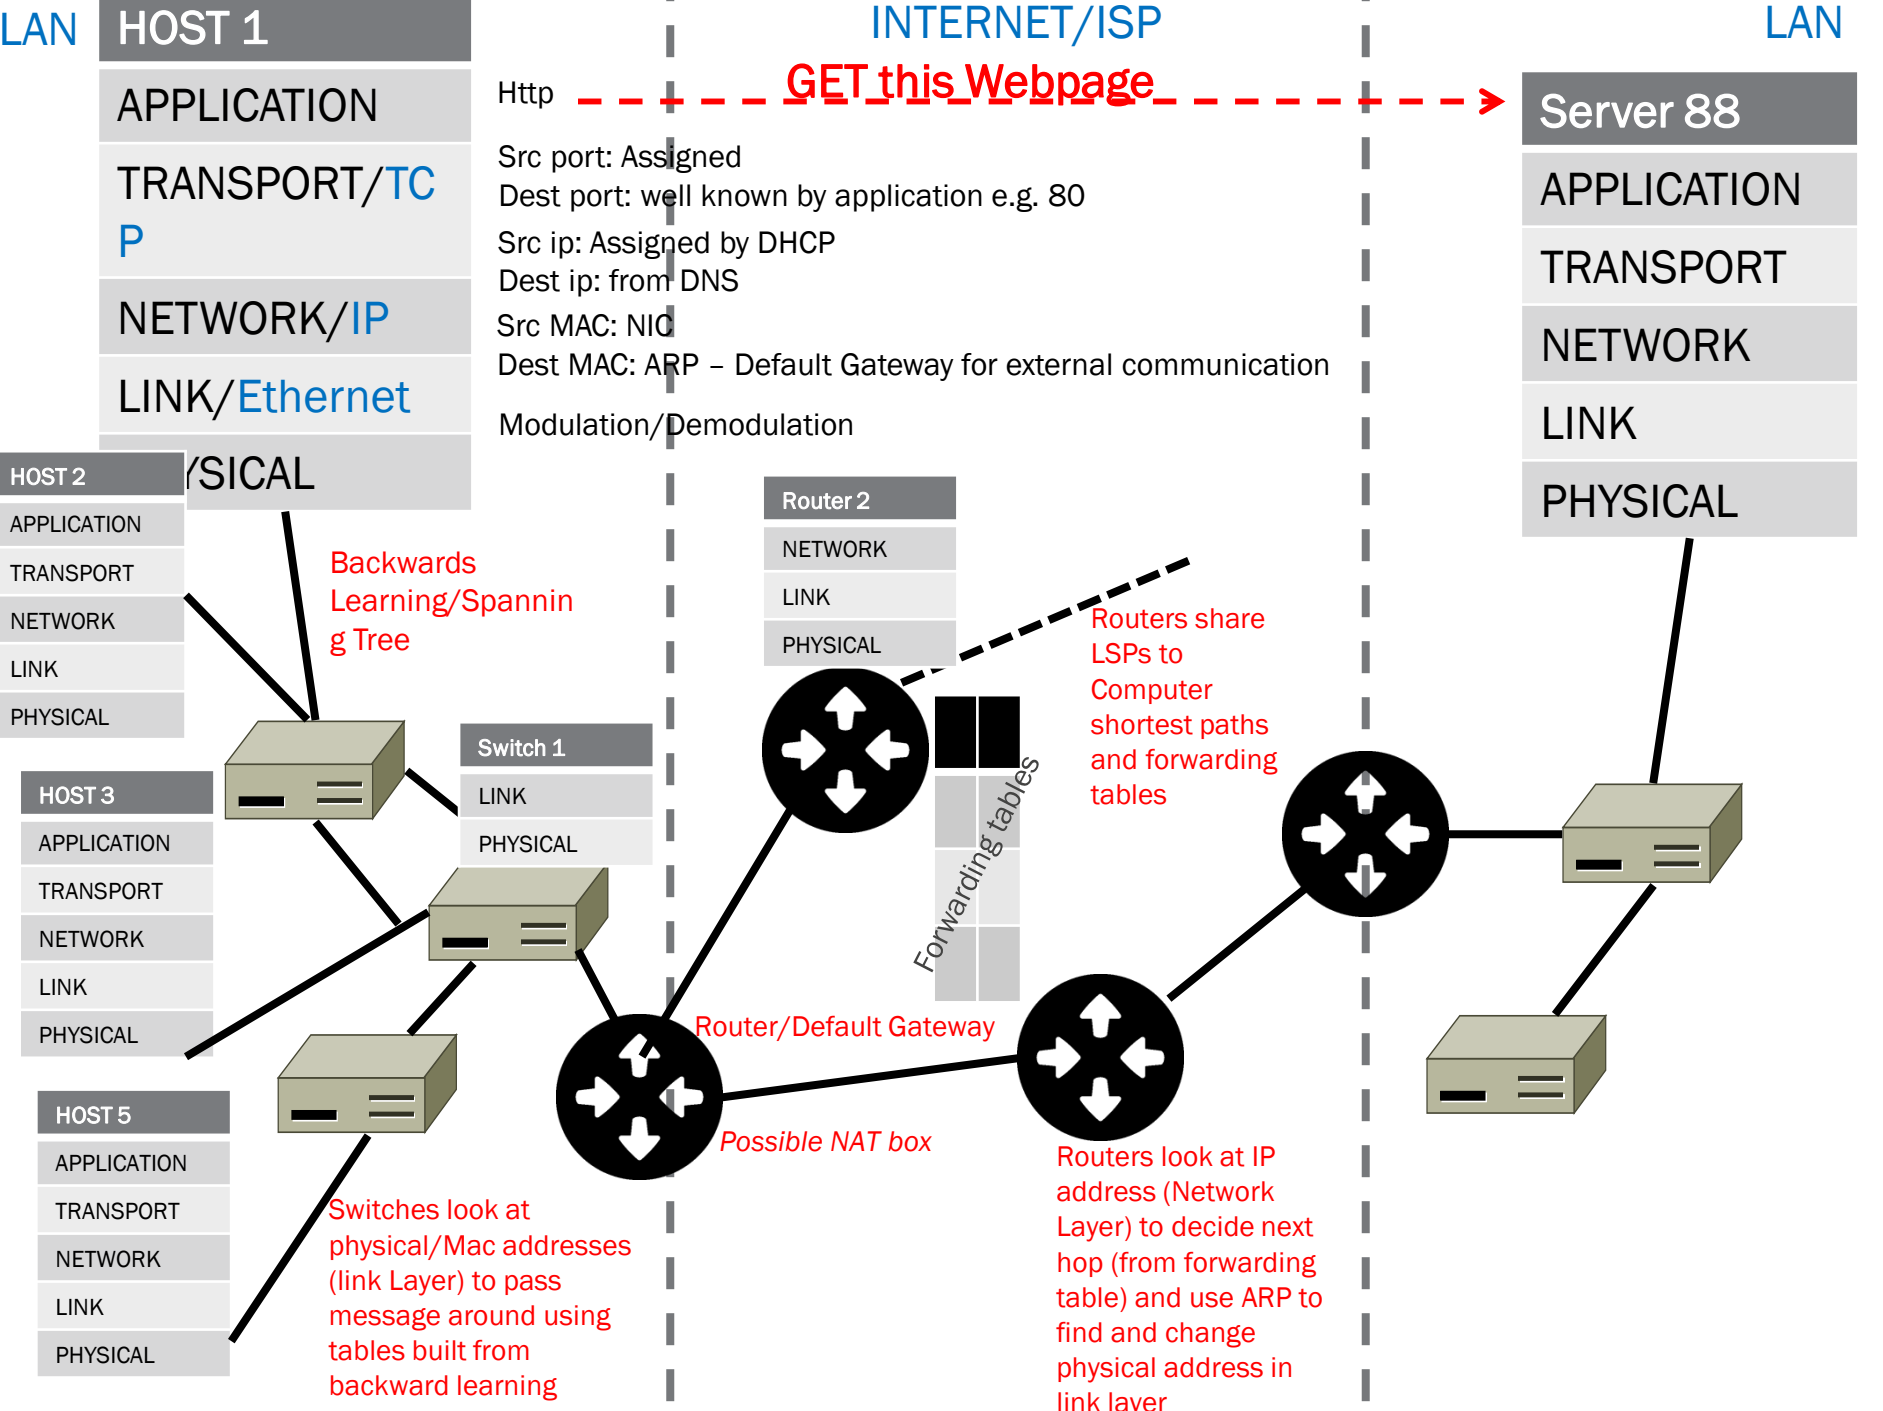 LAN
HOST 1
APPLICATION
TRANSPORT/TC
P
NETWORK/IP
LINK/Ethernet
YSICAL
INTERNET/ISP
GET this Webpage
LAN
Http
Src port: Assigned
Dest port: well known by application e.g. 80
Src ip: Assigned by DHCP
Dest ip: from DNS
Src MAC: NIC
Dest MAC: ARP – Default Gateway for external communication
Modulation/Demodulation
Server 88
APPLICATION
TRANSPORT
NETWORK
LINK
PHYSICAL
HOST 2
APPLICATION
TRANSPORT
NETWORK
LINK
PHYSICAL
Backwards
Learning/Spannin
g Tree
Router 2
NETWORK
LINK
PHYSICAL
Routers share
LSPs to
Computer
shortest paths
and forwarding
tables
Switch 1
LINK
PHYSICAL
HOST 3
APPLICATION
TRANSPORT
NETWORK
LINK
PHYSICAL
Forwarding tables
Router/Default Gateway
Possible NAT box
HOST 5
APPLICATION
TRANSPORT
NETWORK
LINK
PHYSICAL
Switches look at
physical/Mac addresses
(link Layer) to pass
message around using
tables built from
backward learning
Routers look at IP
address (Network
Layer) to decide next
hop (from forwarding
table) and use ARP to
find and change
physical address in
link layer